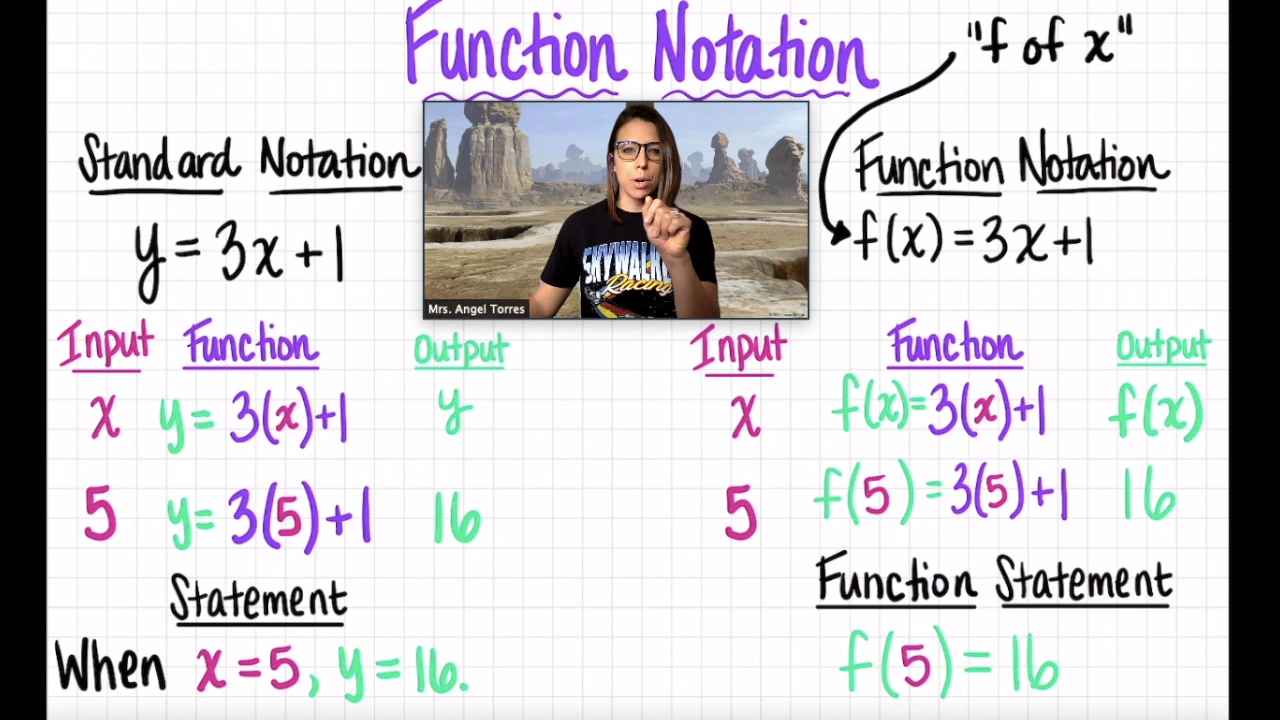 Function Notation
"f of x"
Standard Notation
y = 3x + 1
Function Notation
f(x) = 3x + 1
Mrs. Angel Torres
Racing
Input Function Output
x y = 3(x)+1 y
5 y = 3(5)+1 16
Statement
When x = 5, y = 16.
Input Function Output
x f(x) = 3(x)+1 f(x)
5 f(5) = 3(5)+1 16
Function Statement
f(5) = 16